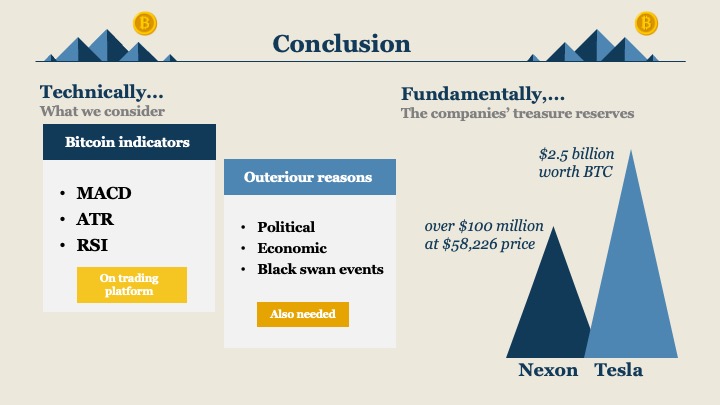 Conclusion
Technically...
What we consider
Bitcoin indicators
• MACD
• ATR
• RSI
On trading
platform
Outeriour reasons
• Political
• Economic
• Black swan events
Also needed
Fundamentally,...
The companies’ treasure reserves
$2.5 billion
worth BTC
over $100 million
at $58,226 price
Nexon Tesla